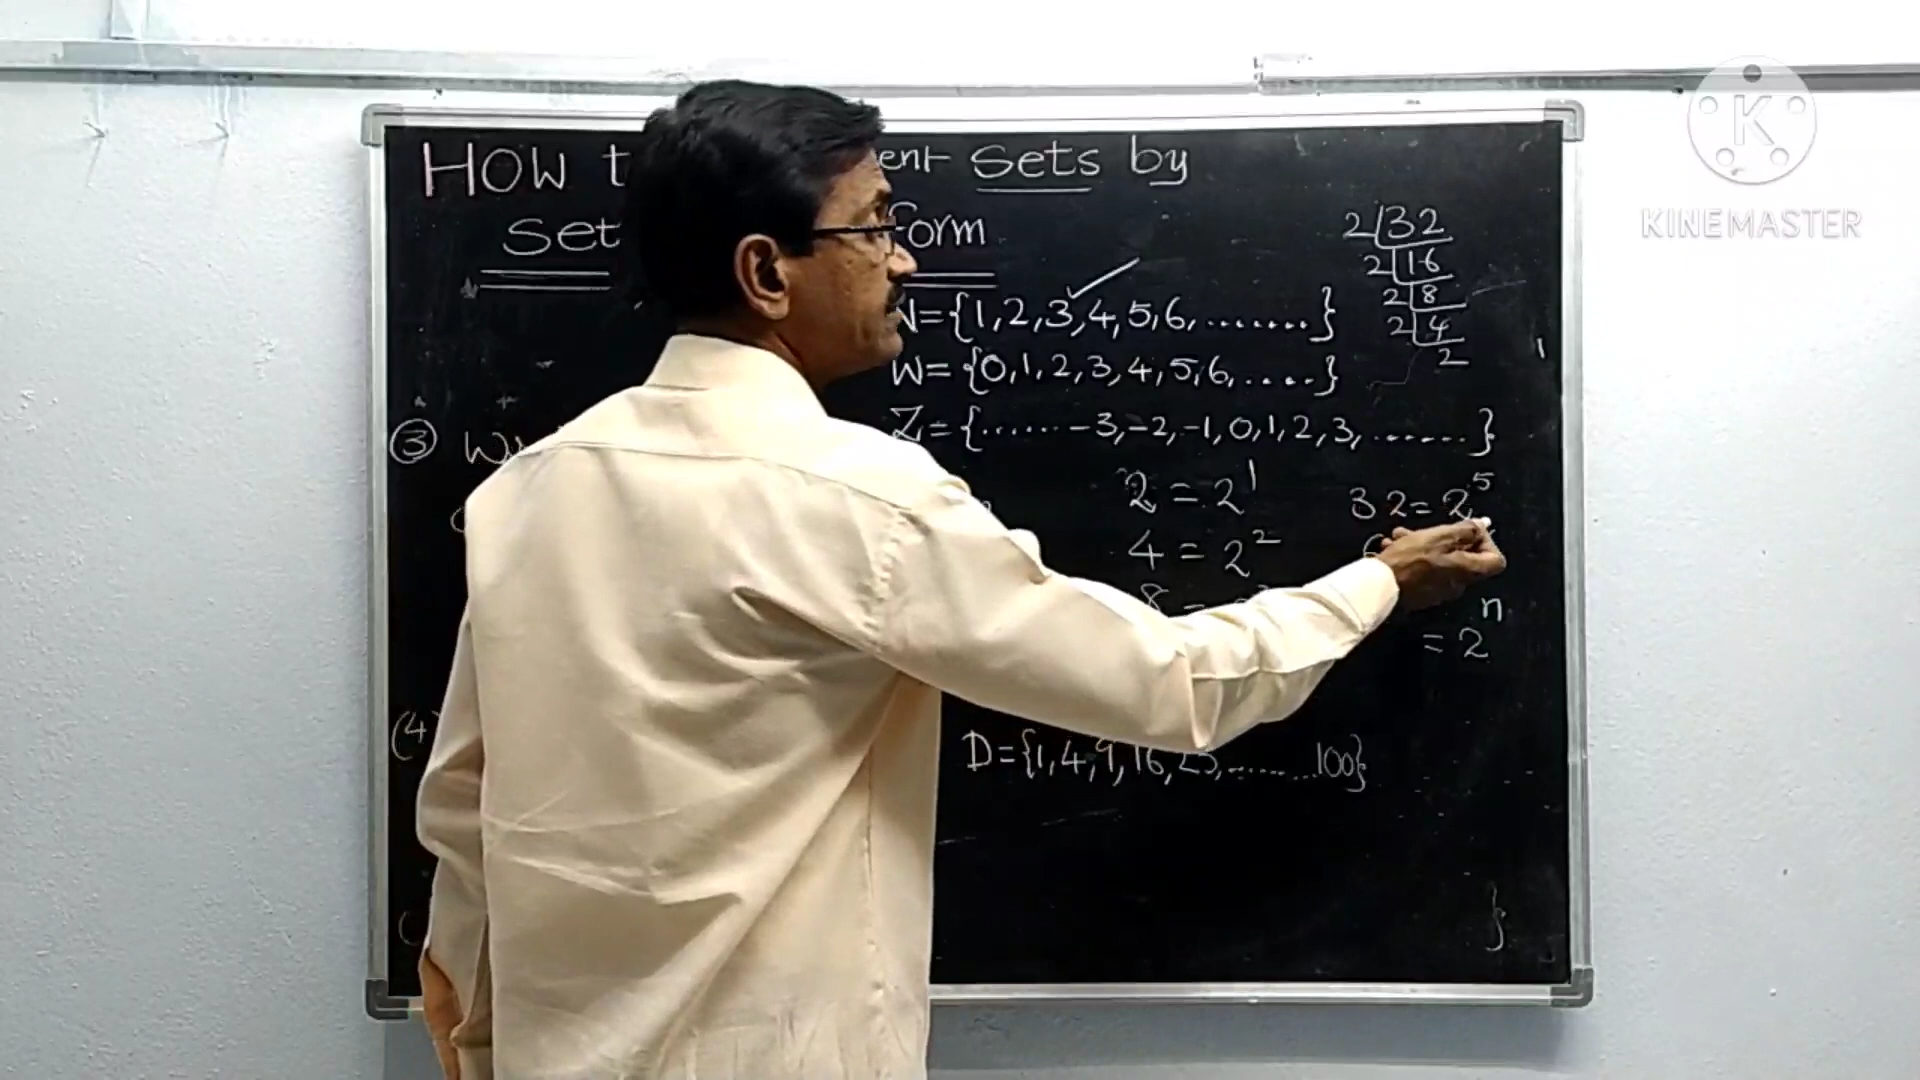 HOW t ent Sets by
Set form
N={1,2,3,4,5,6,........}
W={0,1,2,3,4,5,6,.....}
Z={......-3,-2,-1,0,1,2,3,......}
2|32
2|16
2|8
2|4
2
③
2=2¹
4=2²
8=
32=2⁵
=2ⁿ
(4)
D={1,4,9,16,25,.........100}
}
K
KINEMASTER